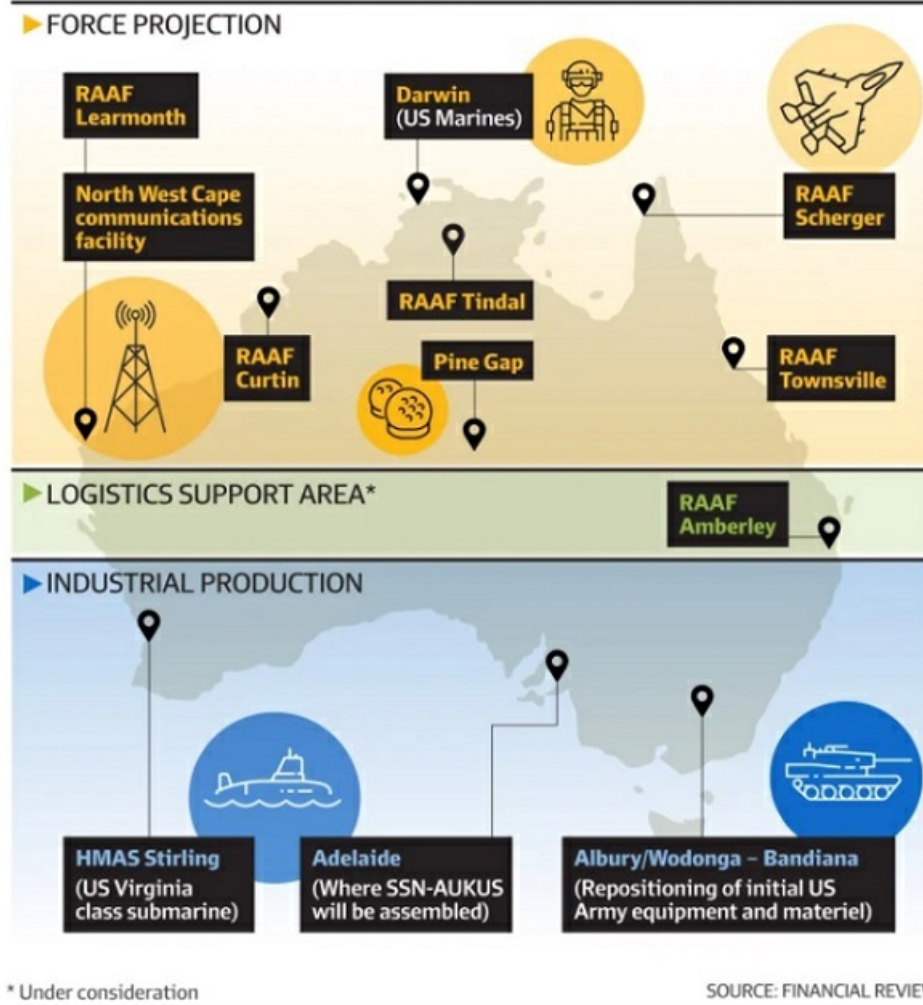 FORCE PROJECTION
RAAF
Learmonth
Darwin
(US Marines)
North West Cape
communications
facility
RAAF
Scherger
RAAF Tindal
RAAF
Curtin
Pine Gap
RAAF
Townsville
LOGISTICS SUPPORT AREA*
RAAF
Amberley
INDUSTRIAL PRODUCTION
HMAS Stirling
(US Virginia
class submarine)
Adelaide
(Where SSN-AUKUS
will be assembled)
Albury/Wodonga – Bandiana
(Repositioning of initial US
Army equipment and materiel)
* Under consideration
SOURCE: FINANCIAL REVIE